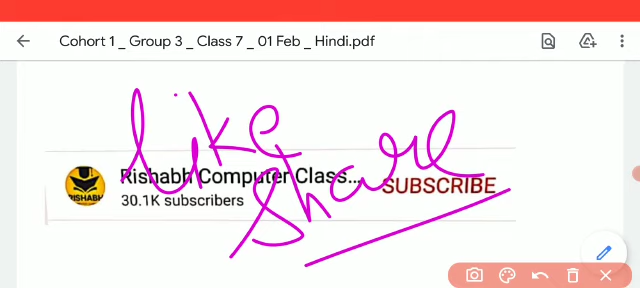 Cohort 1 _ Group 3 _ Class 7 _ 01 Feb _ Hindi.pdf
like
Share
Rishabh Computer Class...
SUBSCRIBE
30.1K subscribers
RISHABH